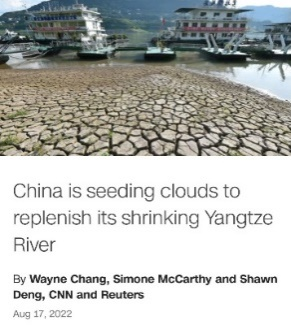 China is seeding clouds to
replenish its shrinking Yangtze
River
By Wayne Chang, Simone McCarthy and Shawn
Deng, CNN and Reuters
Aug 17, 2022